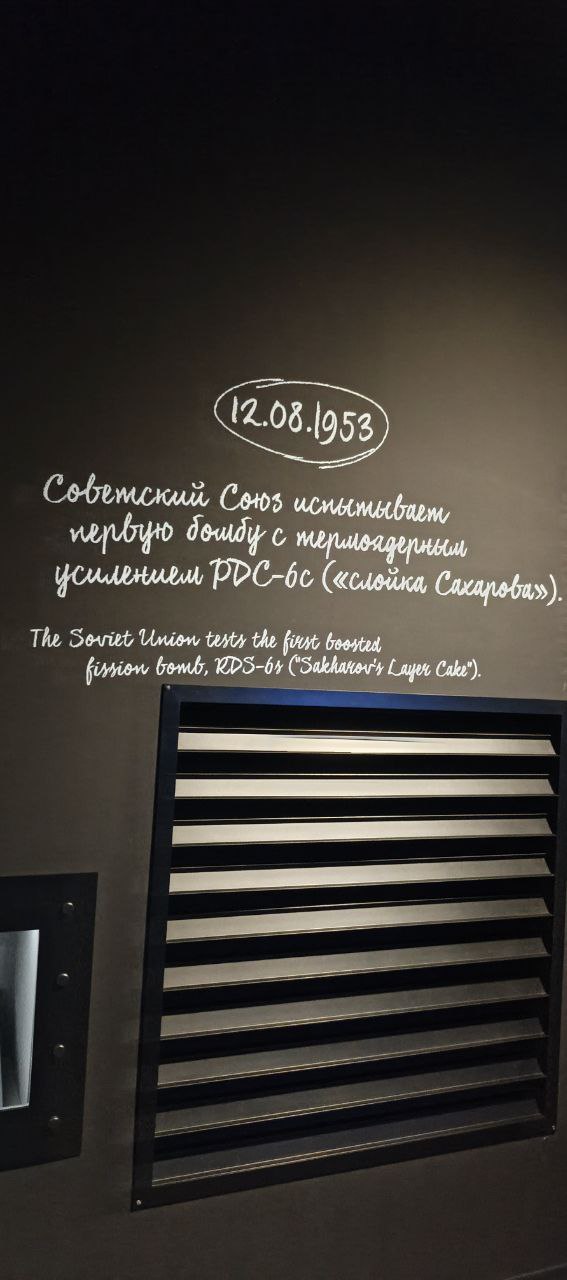 12.08.1953
Советский Союз испытывает
первую бомбу с термоядерным
усилением РДС-6с («слойка Сахарова»).
The Soviet Union tests the first boosted
fission bomb, RDS-6s ("Sakharov's Layer Cake").